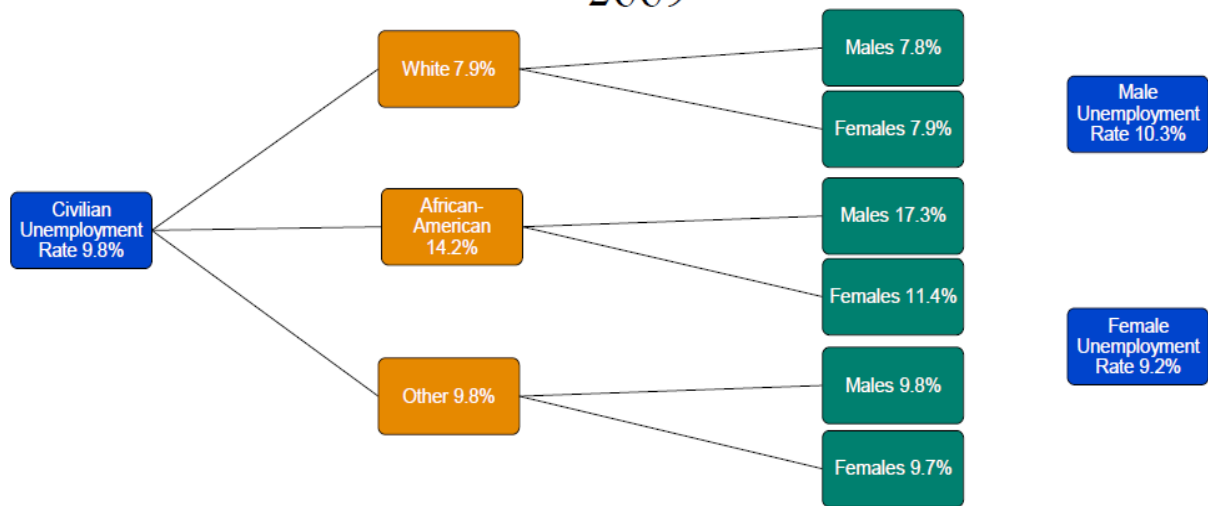 2009
White 7.9%
Males 7.8%
Females 7.9%
Male
Unemployment
Rate 10.3%
Civilian
Unemployment
Rate 9.8%
African-
American
14.2%
Males 17.3%
Females 11.4%
Female
Unemployment
Rate 9.2%
Other 9.8%
Males 9.8%
Females 9.7%